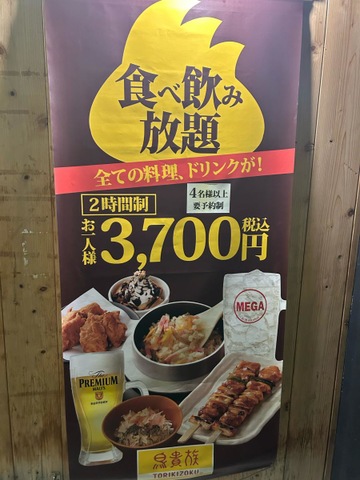 食べ飲み
放題
全ての料理、ドリンクが!
2時間制
4名様以上
要予約制
お一人様
3,700円
税込
MEGA
The
PREMIUM
MALT'S
SUNTORY
鳥貴族
TORIKIZOKU